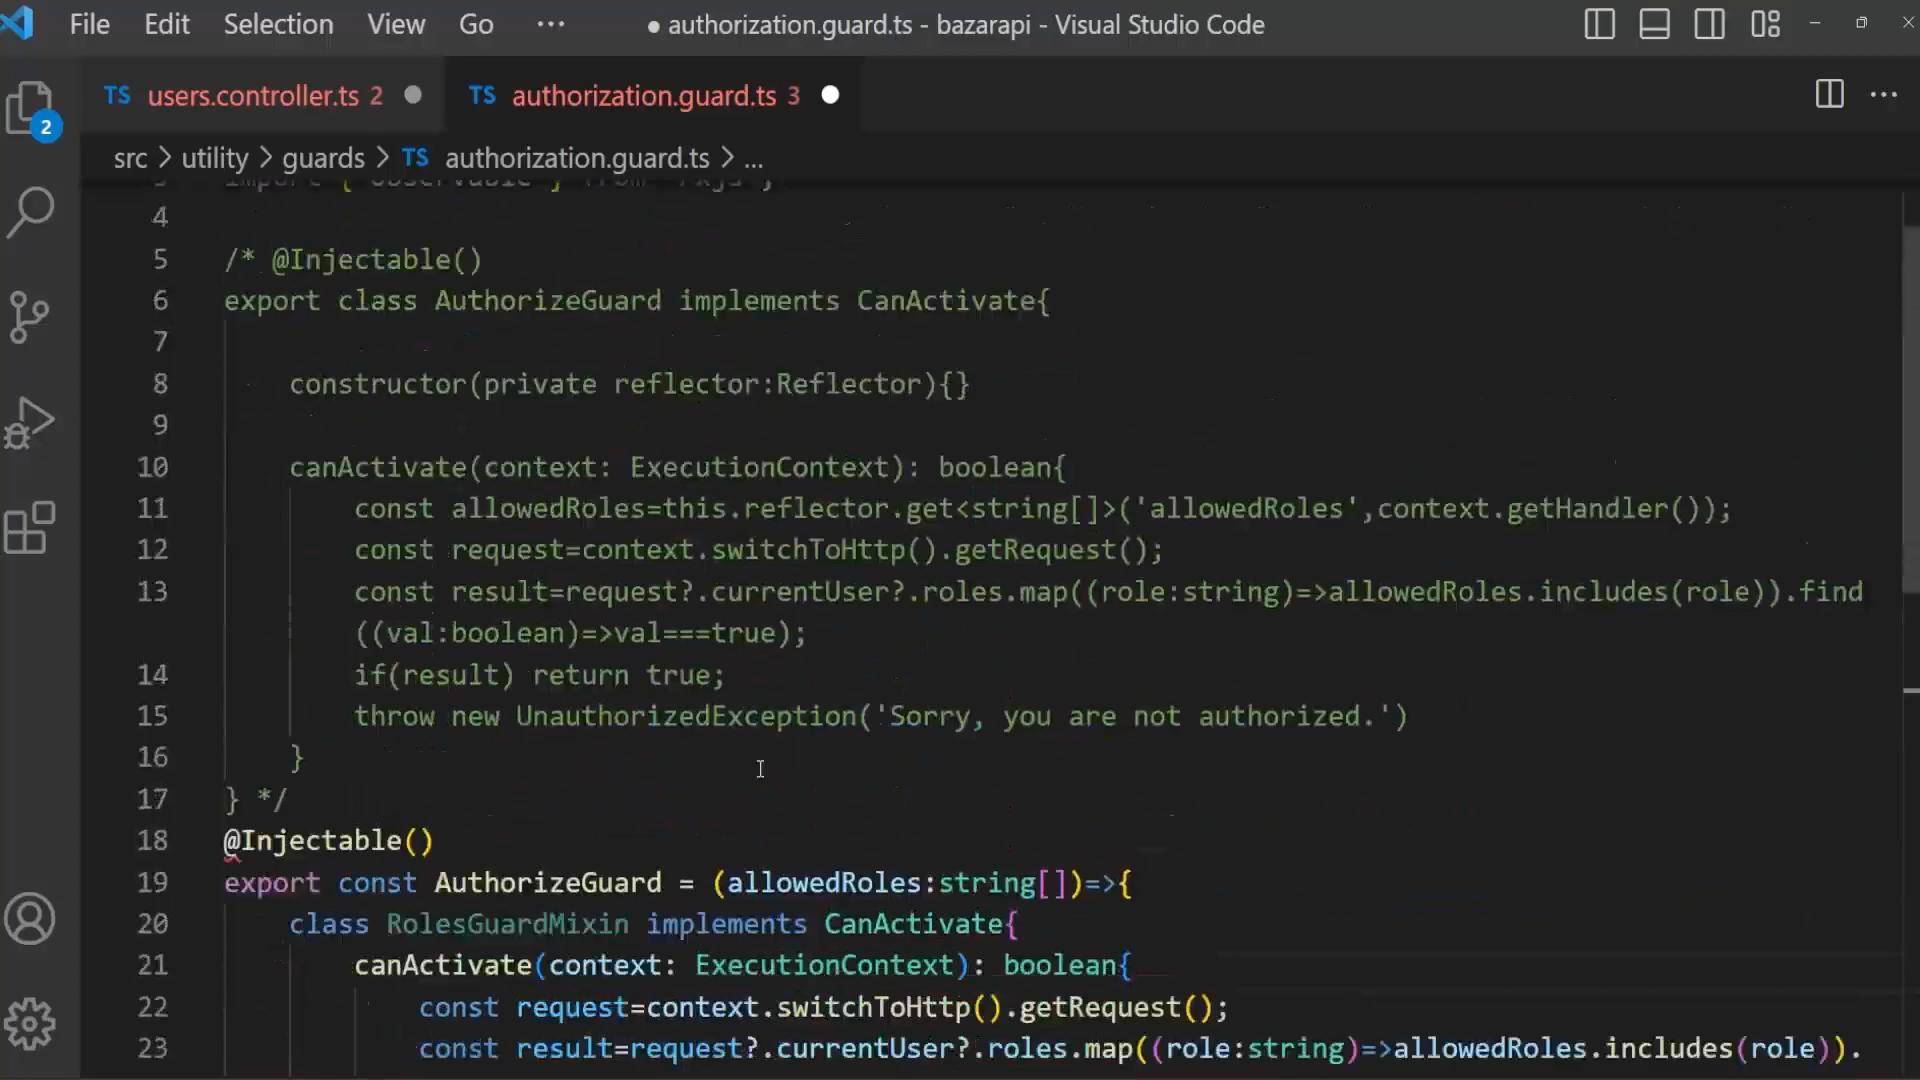 File Edit Selection View Go ... ● authorization.guard.ts - bazarapi - Visual Studio Code
TS users.controller.ts 2 ● TS authorization.guard.ts 3 ●
2
src > utility > guards > TS authorization.guard.ts > ...
4
5 /* @Injectable()
6 export class AuthorizeGuard implements CanActivate{
7
8 constructor(private reflector:Reflector){}
9
10 canActivate(context: ExecutionContext): boolean{
11 const allowedRoles=this.reflector.get<string[]>('allowedRoles',context.getHandler());
12 const request=context.switchToHttp().getRequest();
13 const result=request?.currentUser?.roles.map((role:string)=>allowedRoles.includes(role)).find
((val:boolean)=>val===true);
14 if(result) return true;
15 throw new UnauthorizedException('Sorry, you are not authorized.')
16 }
17 } */
18 @Injectable()
19 export const AuthorizeGuard = (allowedRoles:string[])=>{
20 class RolesGuardMixin implements CanActivate{
21 canActivate(context: ExecutionContext): boolean{
22 const request=context.switchToHttp().getRequest();
23 const result=request?.currentUser?.roles.map((role:string)=>allowedRoles.includes(role)).